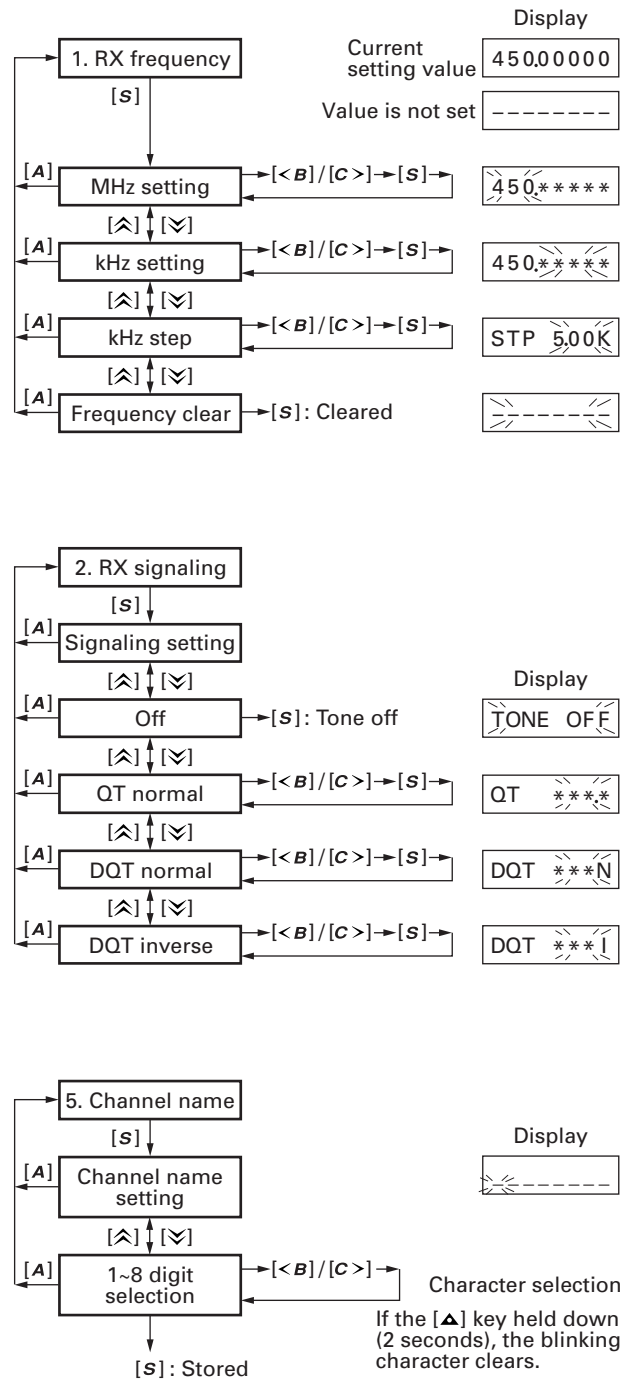 Display
1. RX frequency
Current
setting value
450.00000
[S]
Value is not set
--------
[A] MHz setting [<B]/[C>] [S] 450.*****
[︽] [︾]
[A] kHz setting [<B]/[C>] [S] 450.*****
[︽] [︾]
[A] kHz step [<B]/[C>] [S] STP 5.00K
[︽] [︾]
[A] Frequency clear [S]: Cleared --------
2. RX signaling
[S]
[A] Signaling setting
[︽] [︾]
Display
[A] Off [S]: Tone off TONE OFF
[︽] [︾]
[A] QT normal [<B]/[C>] [S] QT ***.*
[︽] [︾]
[A] DQT normal [<B]/[C>] [S] DQT ***N
[︽] [︾]
[A] DQT inverse [<B]/[C>] [S] DQT ***I
5. Channel name
[S]
Display
[A] Channel name
setting
--------
[︽] [︾]
[A] 1~8 digit
selection
[<B]/[C>]
Character selection
If the [▲] key held down
(2 seconds), the blinking
character clears.
[S]: Stored